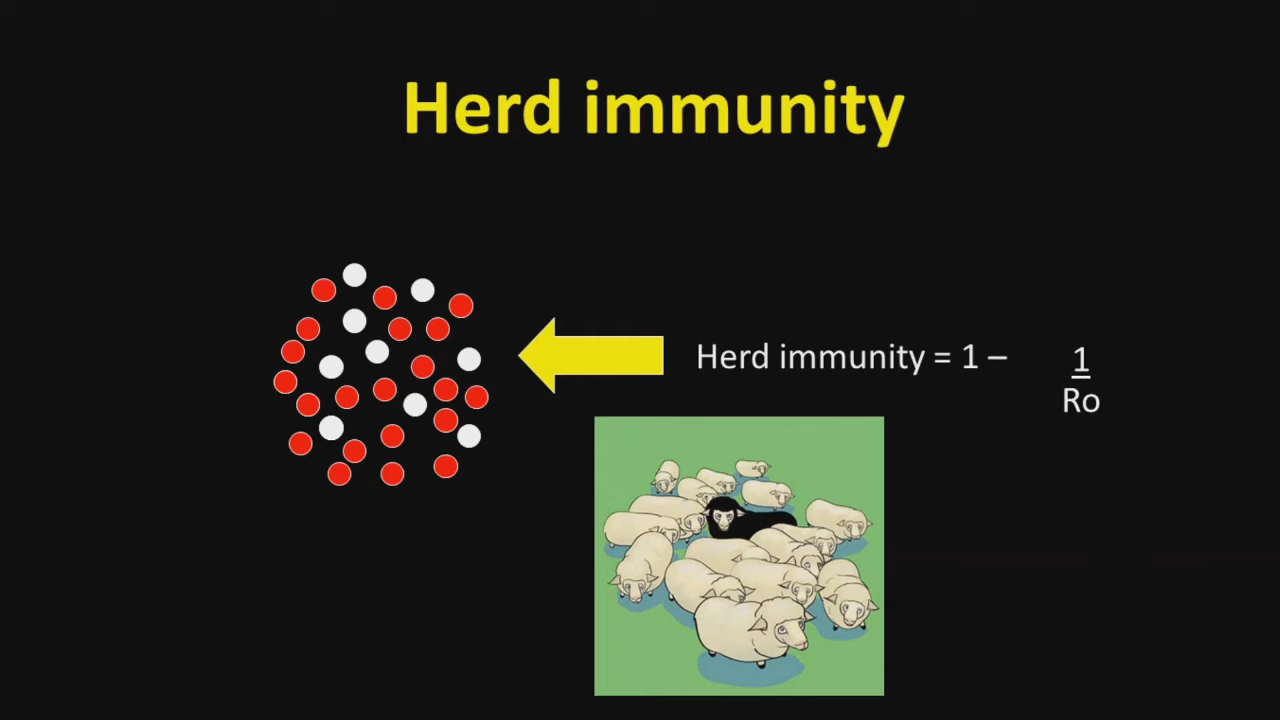 Herd immunity
Herd immunity = 1 – 1
Ro